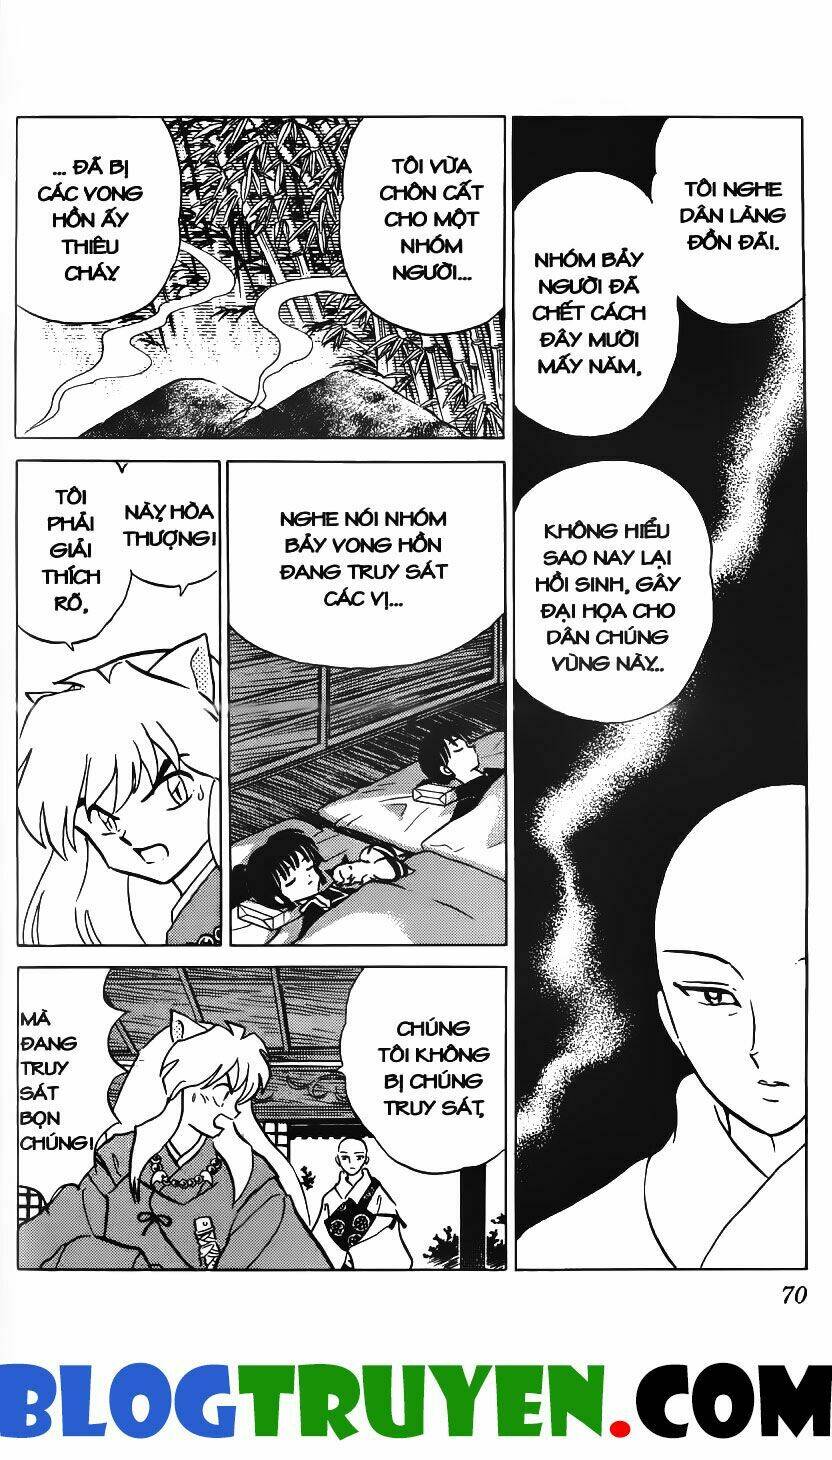 TÔI NGHE
DÂN LÀNG
ĐỒN ĐÃI.
NHÓM BẢY
NGƯỜI ĐÃ
CHẾT CÁCH
ĐÂY MƯỜI
MẤY NĂM,
KHÔNG HIỂU
SAO NAY LẠI
HỒI SINH, GÂY
ĐẠI HỌA CHO
DÂN CHÚNG
VÙNG NÀY...
TÔI VỪA
CHÔN CẤT
CHO MỘT
NHÓM
NGƯỜI...
... ĐÃ BỊ
CÁC VONG
HỒN ẤY
THIÊU
CHÁY.
NGHE NÓI NHÓM
BẢY VONG HỒN
ĐANG TRUY SÁT
CÁC VỊ...
NÀY, HÒA
THƯỢNG!
TÔI
PHẢI
GIẢI
THÍCH
RÕ,
CHÚNG
TÔI KHÔNG
BỊ CHÚNG
TRUY SÁT,
MÀ
ĐANG
TRUY
SÁT
BỌN
CHÚNG!
70
BLOGTRUYEN.COM